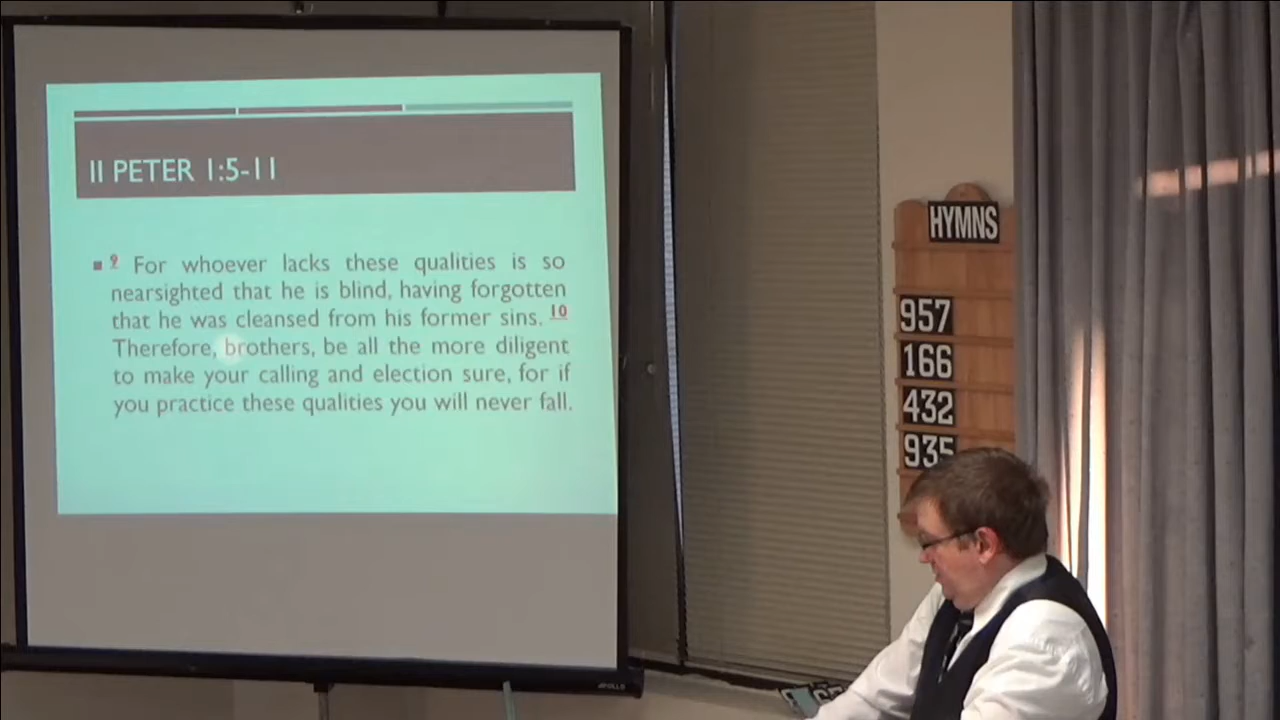 II PETER 1:5-11
9 For whoever lacks these qualities is so
nearsighted that he is blind, having forgotten
that he was cleansed from his former sins. 10
Therefore, brothers, be all the more diligent
to make your calling and election sure, for if
you practice these qualities you will never fall.
HYMNS
957
166
432
935
APOLLO